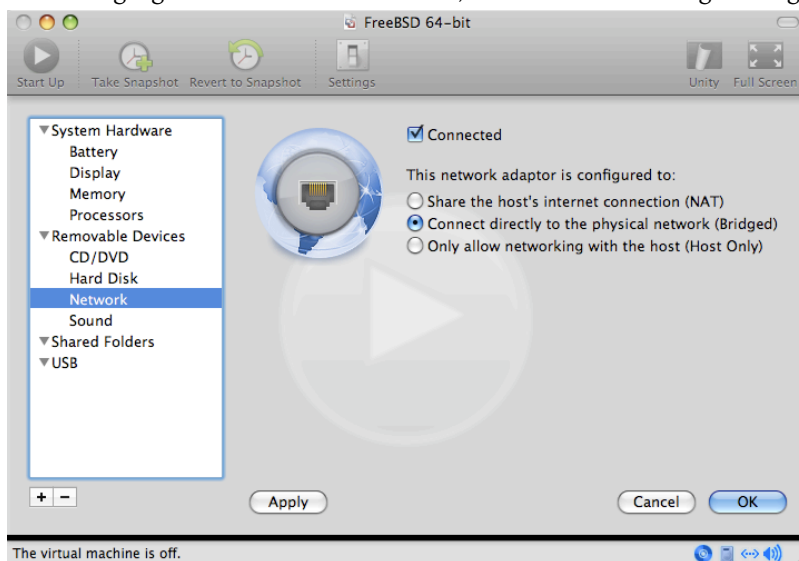 FreeBSD 64-bit
Start Up Take Snapshot Revert to Snapshot Settings Unity Full Screen
System Hardware
Battery
Display
Memory
Processors
Removable Devices
CD/DVD
Hard Disk
Network
Sound
Shared Folders
USB
Connected
This network adaptor is configured to:
Share the host's internet connection (NAT)
Connect directly to the physical network (Bridged)
Only allow networking with the host (Host Only)
+ −
Apply Cancel OK
The virtual machine is off.